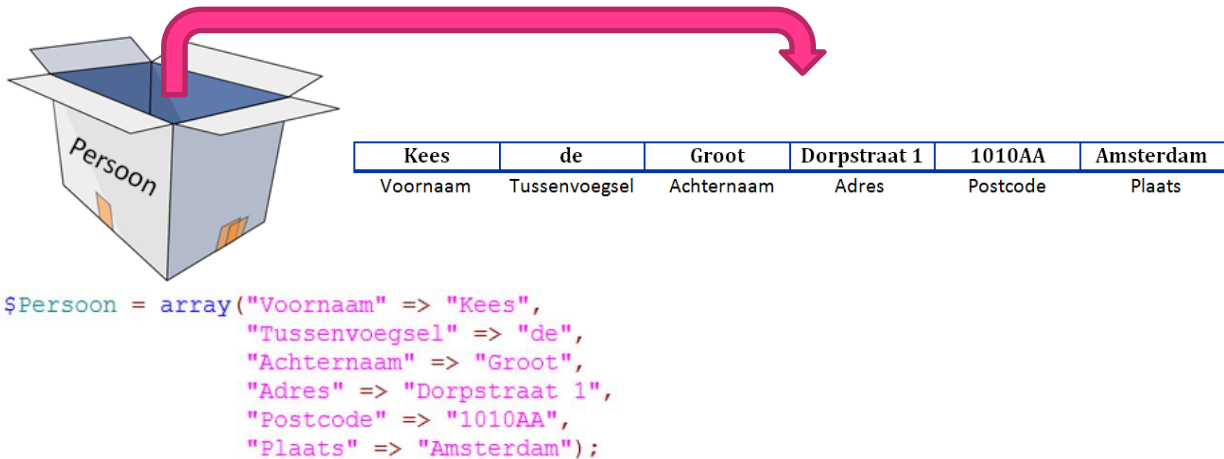 Persoon
Kees de Groot Dorpstraat 1 1010AA Amsterdam
Voornaam Tussenvoegsel Achternaam Adres Postcode Plaats
$Persoon = array("Voornaam" => "Kees",
"Tussenvoegsel" => "de",
"Achternaam" => "Groot",
"Adres" => "Dorpstraat 1",
"Postcode" => "1010AA",
"Plaats" => "Amsterdam");